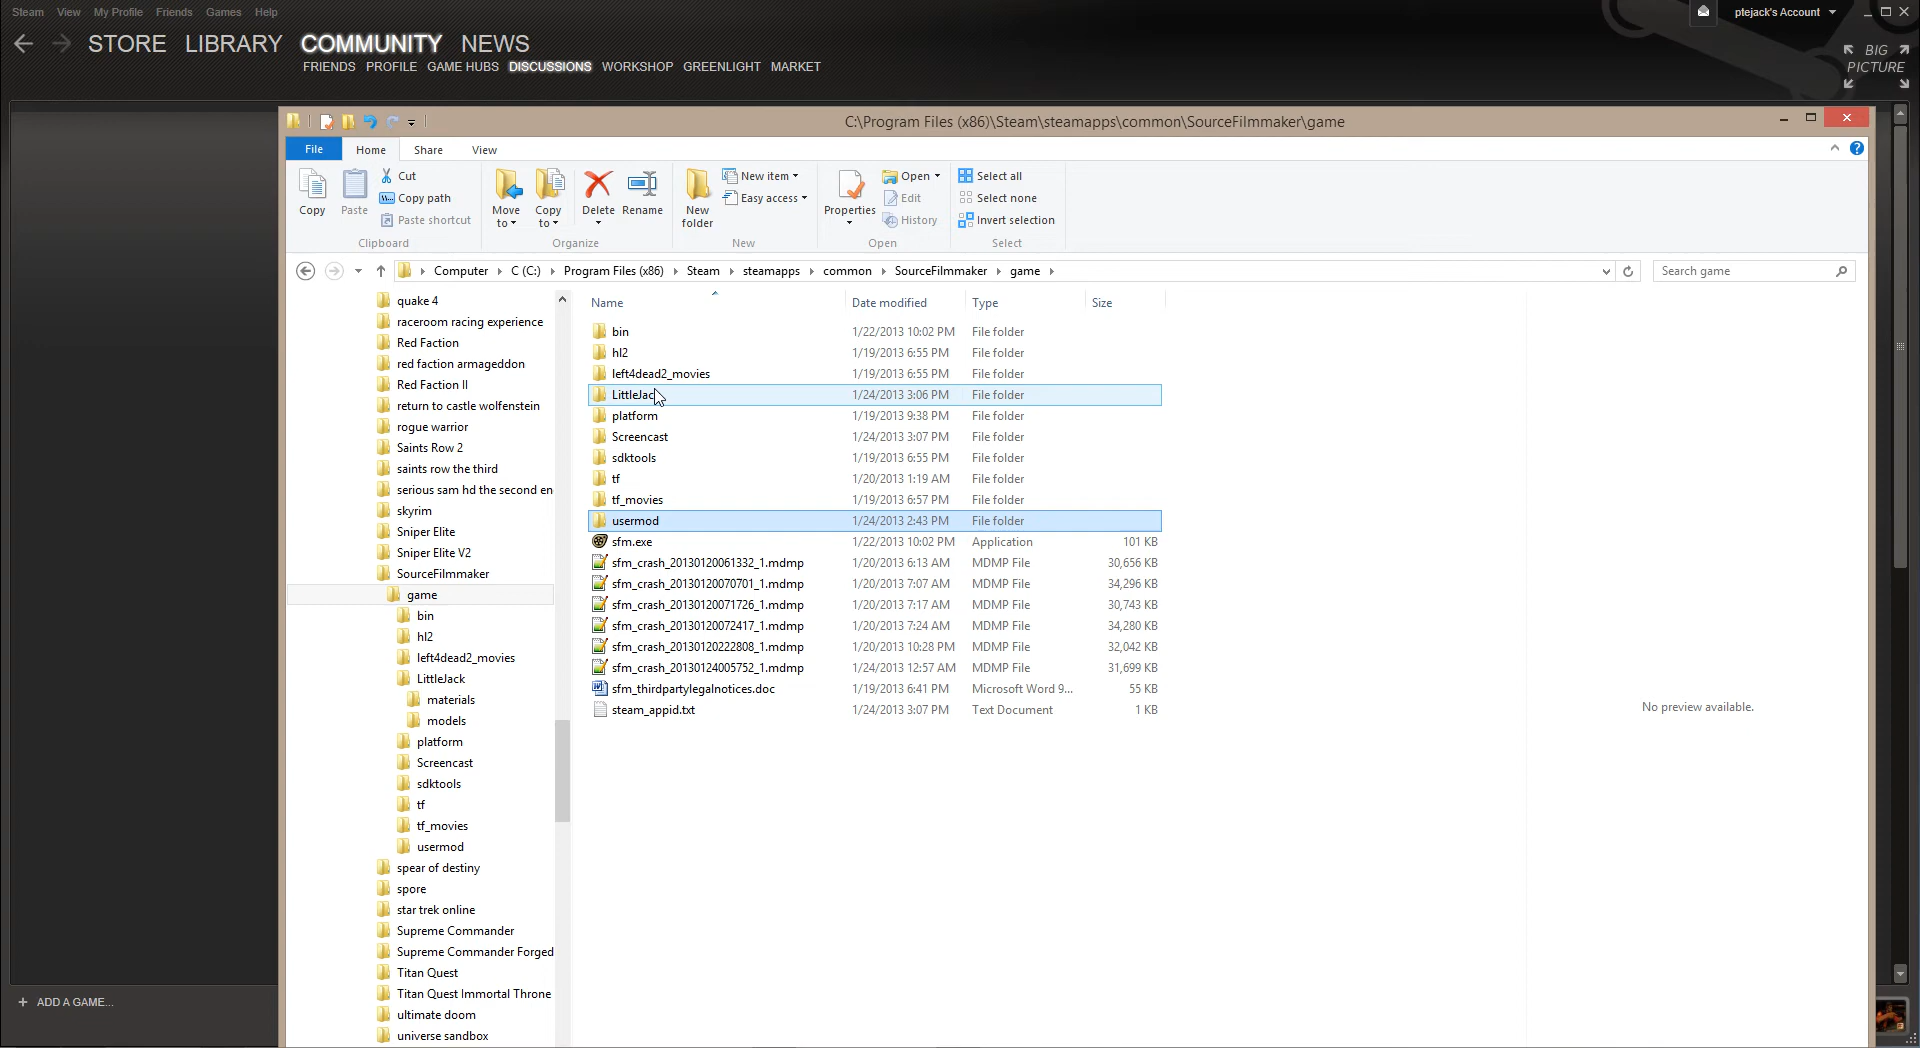 Steam View My Profile Friends Games Help
ptejack's Account
STORE LIBRARY COMMUNITY NEWS
BIG PICTURE
FRIENDS PROFILE GAME HUBS DISCUSSIONS WORKSHOP GREENLIGHT MARKET
C:\Program Files (x86)\Steam\steamapps\common\SourceFilmmaker\game
File Home Share View
Copy
Paste
Cut
Copy path
Paste shortcut
Clipboard
Move to
Copy to
Delete
Rename
Organize
New folder
New item
Easy access
New
Properties
Open
Edit
History
Open
Select all
Select none
Invert selection
Select
Computer C (C:) Program Files (x86) Steam steamapps common SourceFilmmaker game
Search game
quake 4
raceroom racing experience
Red Faction
red faction armageddon
Red Faction II
return to castle wolfenstein
rogue warrior
Saints Row 2
saints row the third
serious sam hd the second en
skyrim
Sniper Elite
Sniper Elite V2
SourceFilmmaker
game
bin
hl2
left4dead2_movies
LittleJack
materials
models
platform
Screencast
sdktools
tf
tf_movies
usermod
spear of destiny
spore
star trek online
Supreme Commander
Supreme Commander Forged
Titan Quest
Titan Quest Immortal Throne
ultimate doom
universe sandbox
Name Date modified Type Size
bin 1/22/2013 10:02 PM File folder
hl2 1/19/2013 6:55 PM File folder
left4dead2_movies 1/19/2013 6:55 PM File folder
LittleJack 1/24/2013 3:06 PM File folder
platform 1/19/2013 9:38 PM File folder
Screencast 1/24/2013 3:07 PM File folder
sdktools 1/19/2013 6:55 PM File folder
tf 1/20/2013 1:19 AM File folder
tf_movies 1/19/2013 6:57 PM File folder
usermod 1/24/2013 2:43 PM File folder
sfm.exe 1/22/2013 10:02 PM Application 101 KB
sfm_crash_20130120061332_1.mdmp 1/20/2013 6:13 AM MDMP File 30,656 KB
sfm_crash_20130120070701_1.mdmp 1/20/2013 7:07 AM MDMP File 34,296 KB
sfm_crash_20130120071726_1.mdmp 1/20/2013 7:17 AM MDMP File 30,743 KB
sfm_crash_20130120072417_1.mdmp 1/20/2013 7:24 AM MDMP File 34,280 KB
sfm_crash_20130120222808_1.mdmp 1/20/2013 10:28 PM MDMP File 32,042 KB
sfm_crash_20130124005752_1.mdmp 1/24/2013 12:57 AM MDMP File 31,699 KB
sfm_thirdpartylegalnotices.doc 1/19/2013 6:41 PM Microsoft Word 9... 55 KB
steam_appid.txt 1/24/2013 3:07 PM Text Document 1 KB
No preview available.
+ ADD A GAME...